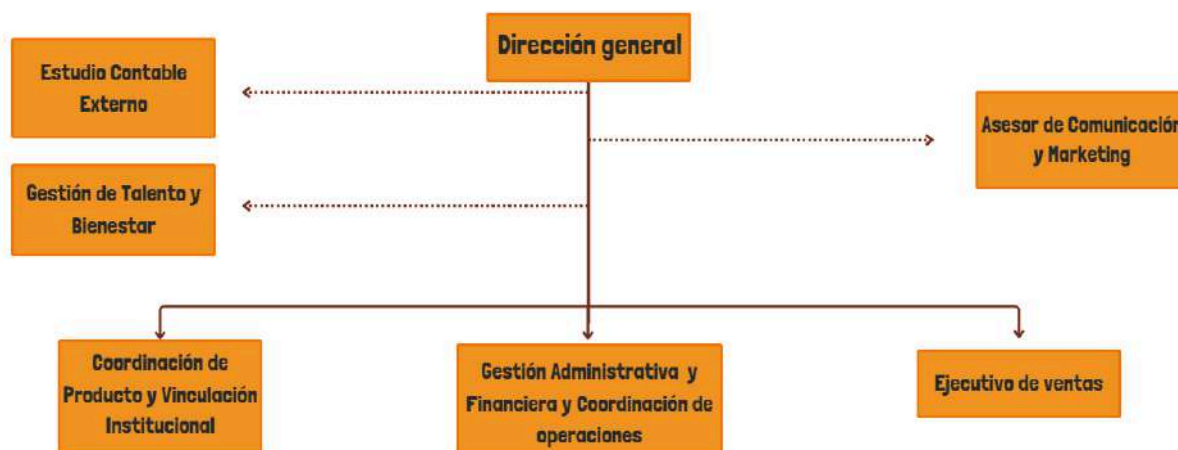 Dirección general
Estudio Contable
Externo
Asesor de Comunicación
y Marketing
Gestión de Talento y
Bienestar
Coordinación de
Producto y Vinculación
Institucional
Gestión Administrativa y
Financiera y Coordinación de
operaciones
Ejecutivo de ventas